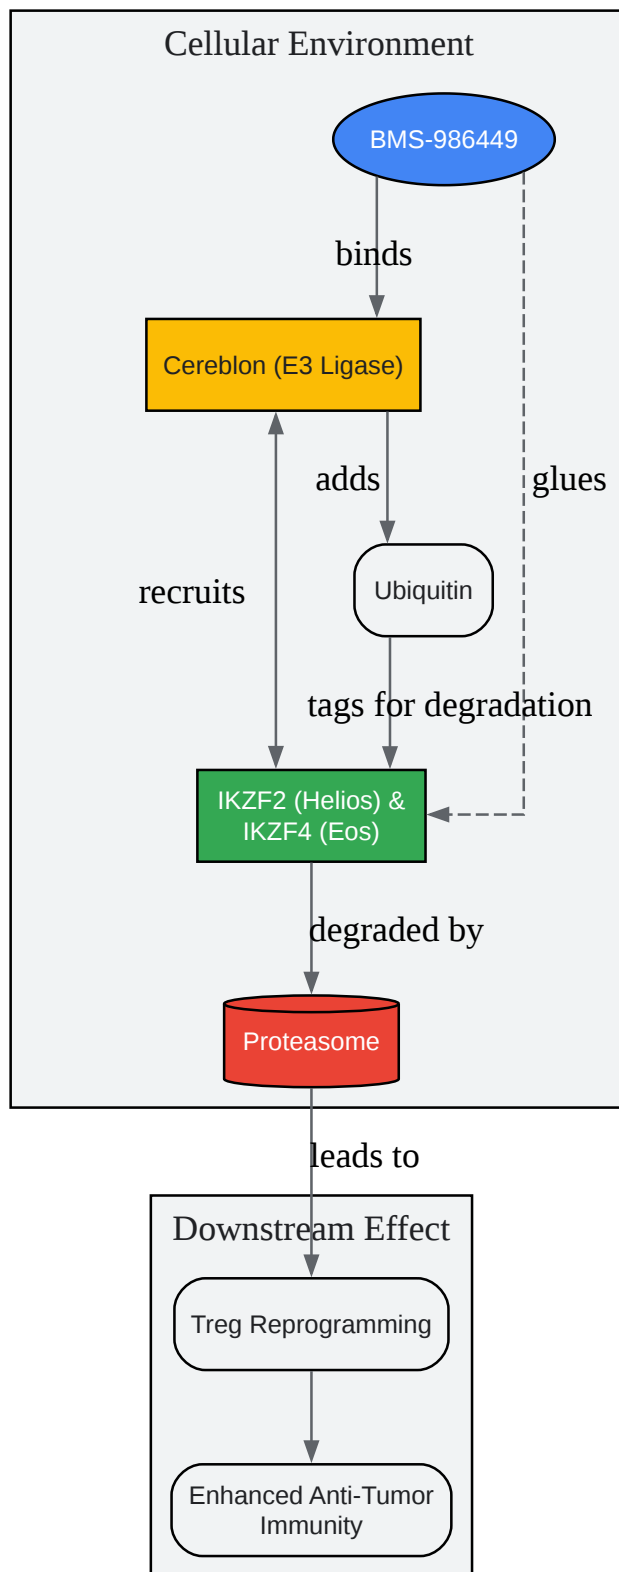 Cellular Environment
BMS-986449
binds
Cereblon (E3 Ligase)
adds
glues
Ubiquitin
recruits
tags for degradation
IKZF2 (Helios) &
IKZF4 (Eos)
degraded by
Proteasome
leads to
Downstream Effect
Treg Reprogramming
Enhanced Anti-Tumor
Immunity